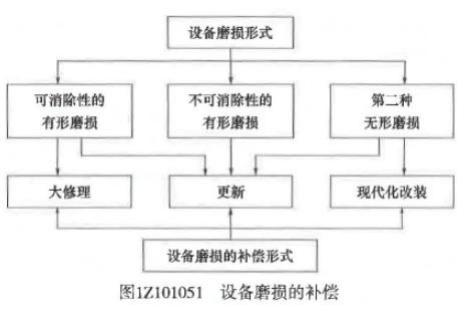 设备磨损形式
可消除性的
有形磨损
不可消除性的
有形磨损
第二种
无形磨损
大修理
更新
现代化改装
设备磨损的补偿形式
图1Z101051 设备磨损的补偿